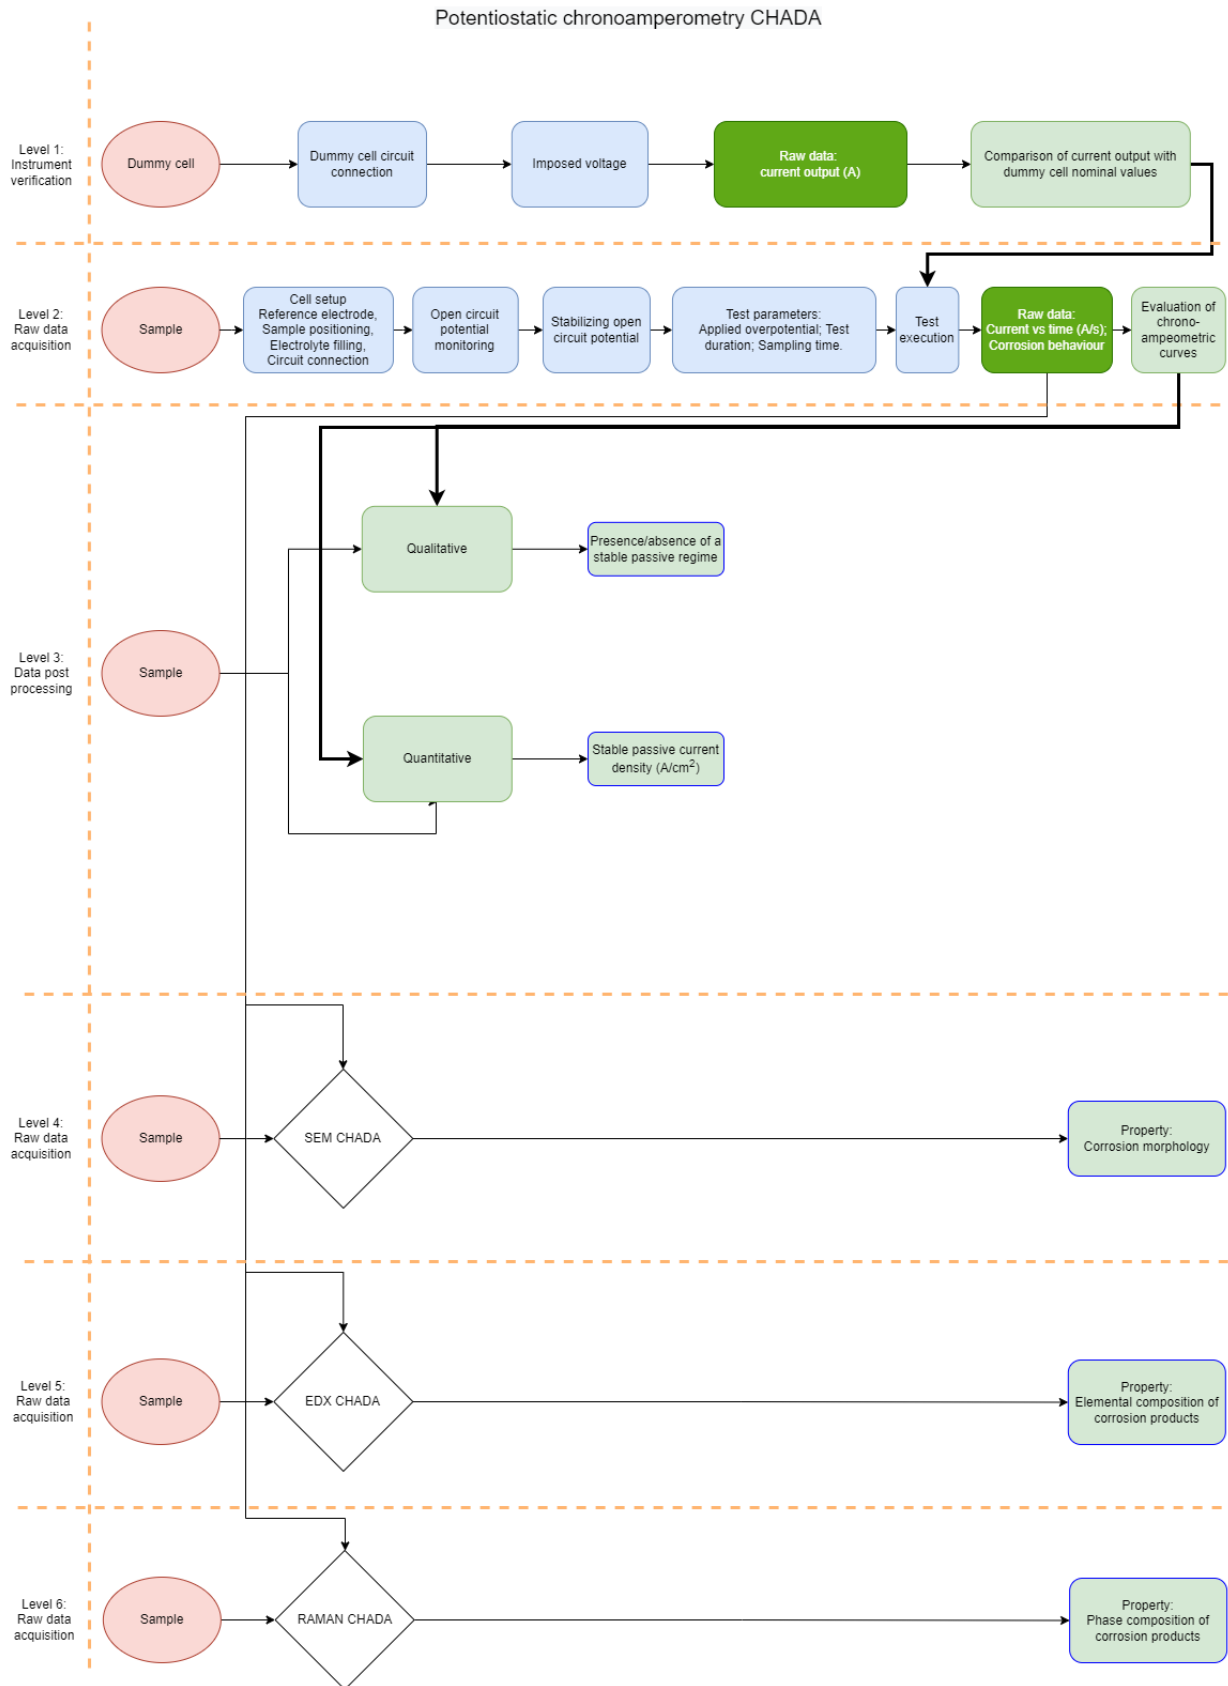 Potentiostatic chronoamperometry CHADA
Level 1:
Instrument
verification
Dummy cell
Dummy cell circuit
connection
Imposed voltage
Raw data:
current output (A)
Comparison of current output with
dummy cell nominal values
Level 2:
Raw data
acquisition
Sample
Cell setup
Reference electrode,
Sample positioning,
Electrolyte filling,
Circuit connection
Open circuit
potential
monitoring
Stabilizing open
circuit potential
Test parameters:
Applied overpotential; Test
duration; Sampling time.
Test
execution
Raw data:
Current vs time (A/s);
Corrosion behaviour
Evaluation of
chrono-
ampeometric
curves
Level 3:
Data post
processing
Sample
Qualitative
Presence/absence of a
stable passive regime
Quantitative
Stable passive current
density (A/cm²)
Level 4:
Raw data
acquisition
Sample
SEM CHADA
Property:
Corrosion morphology
Level 5:
Raw data
acquisition
Sample
EDX CHADA
Property:
Elemental composition of
corrosion products
Level 6:
Raw data
acquisition
Sample
RAMAN CHADA
Property:
Phase composition of
corrosion products